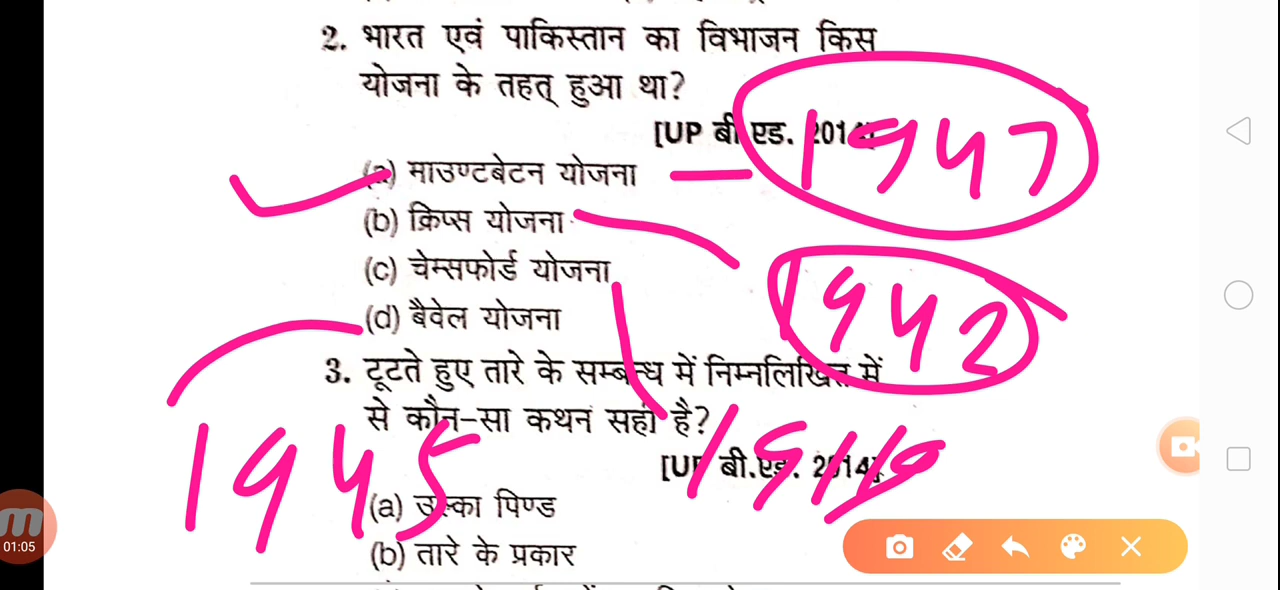 2. भारत एवं पाकिस्तान का विभाजन किस
योजना के तहत् हुआ था?
[UP बी.एड. 2014]
(a) माउण्टबेटन योजना
1947
(b) क्रिप्स योजना
(c) चेम्सफोर्ड योजना
1942
(d) बैवेल योजना
3. टूटते हुए तारे के सम्बन्ध में निम्नलिखित में
से कौन-सा कथन सही है?
1945
[UP बी.एड. 2014]
(a) उल्का पिण्ड
(b) तारे के प्रकार
01:05